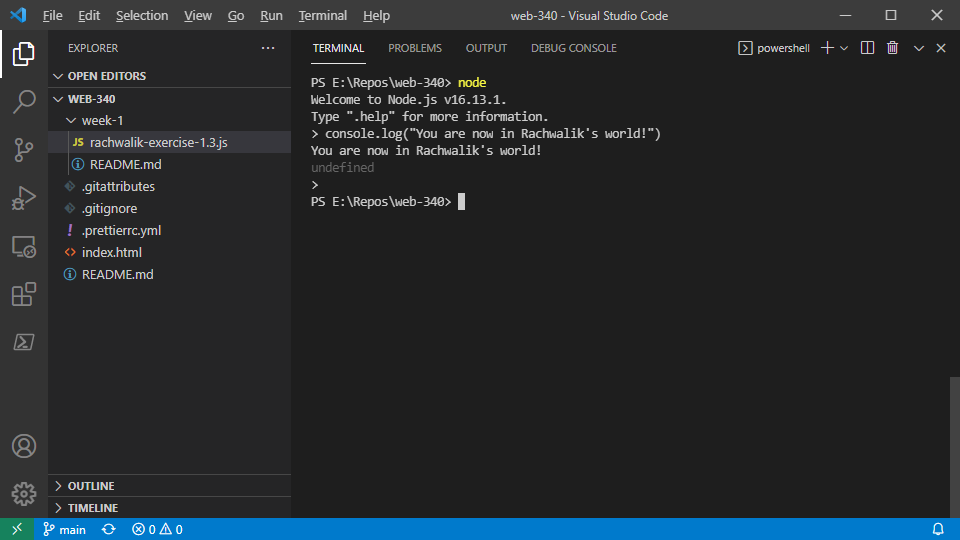 File Edit Selection View Go Run Terminal Help
web-340 - Visual Studio Code
EXPLORER
OPEN EDITORS
WEB-340
week-1
JS rachwalik-exercise-1.3.js
README.md
.gitattributes
.gitignore
! .prettierrc.yml
<> index.html
README.md
OUTLINE
TIMELINE
TERMINAL PROBLEMS OUTPUT DEBUG CONSOLE
powershell
PS E:\Repos\web-340> node
Welcome to Node.js v16.13.1.
Type ".help" for more information.
> console.log("You are now in Rachwalik's world!")
You are now in Rachwalik's world!
undefined
>
PS E:\Repos\web-340>
main 0 0